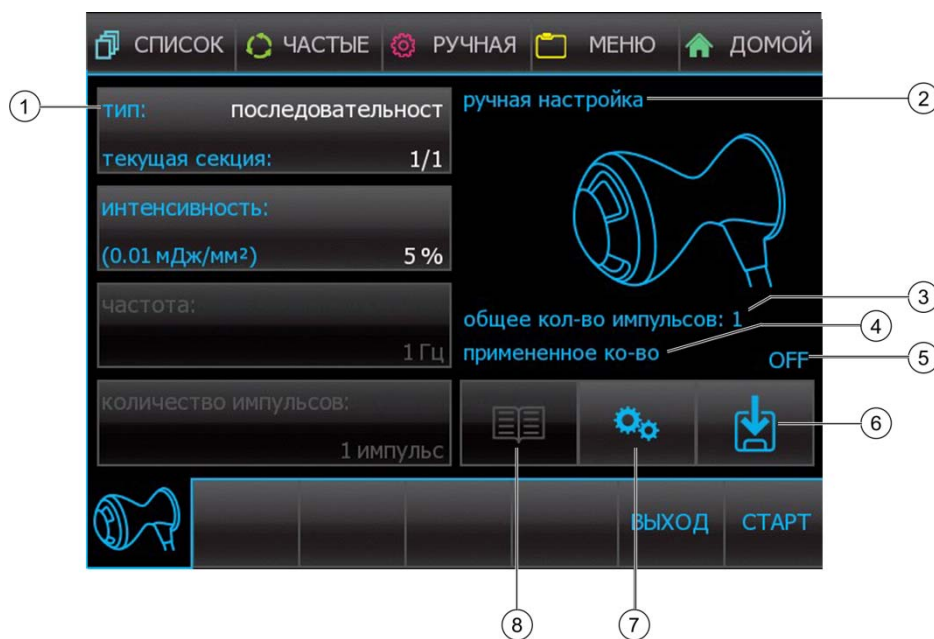 СПИСОК ЧАСТЫЕ РУЧНАЯ МЕНЮ ДОМОЙ
1
тип: последовательност
текущая секция: 1/1
интенсивность:
(0.01 мДж/мм²) 5 %
частота:
1 Гц
количество импульсов:
1 импульс
ручная настройка
2
общее кол-во импульсов: 1
3
примененное ко-во
4
OFF
5
6
ВЫХОД СТАРТ
8
7